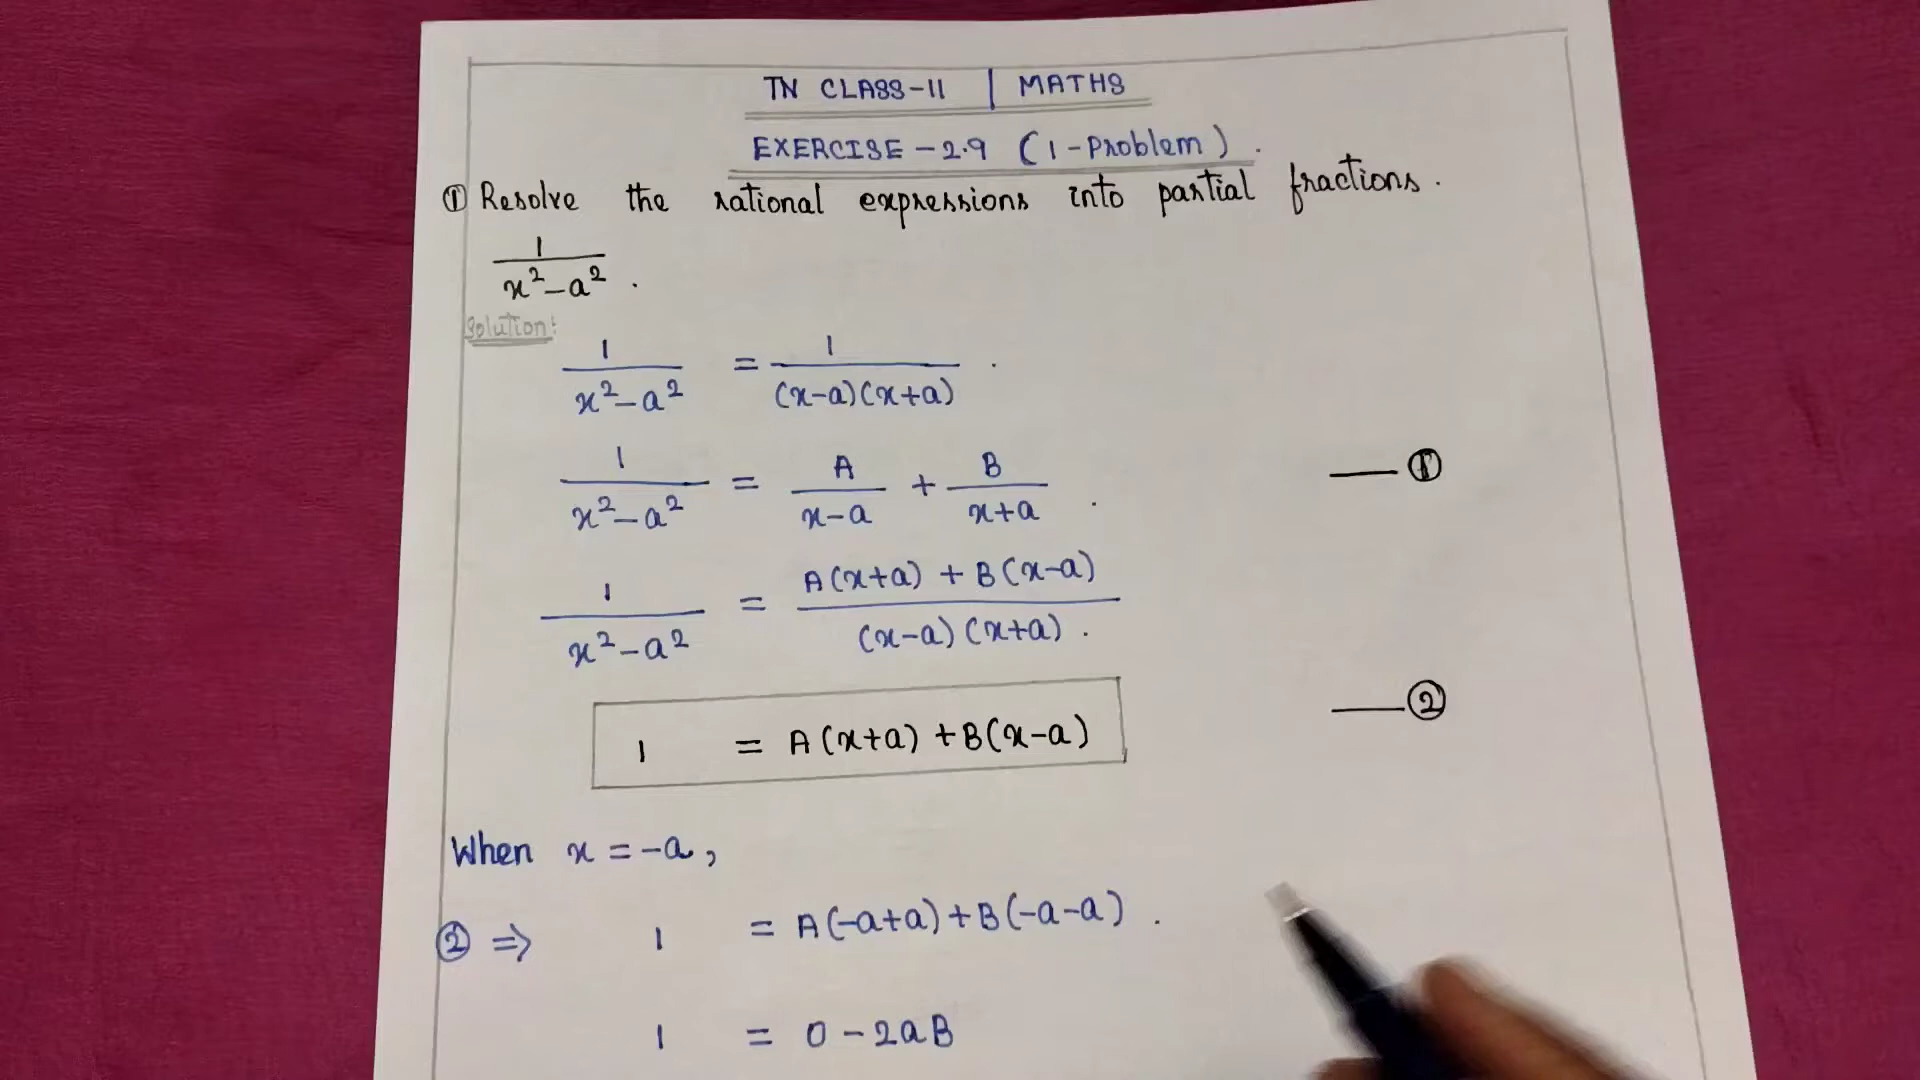 TN CLASS-11 | MATHS
EXERCISE - 2.9 (1-Problem).
① Resolve the rational expressions into partial fractions.
1/(x²-a²).
Solution:
1/(x²-a²) = 1/((x-a)(x+a)).
1/(x²-a²) = A/(x-a) + B/(x+a). —— ①
1/(x²-a²) = (A(x+a) + B(x-a))/((x-a)(x+a)).
1 = A(x+a) + B(x-a) —— ②
When x = -a,
② ⇒ 1 = A(-a+a) + B(-a-a).
1 = 0 - 2aB